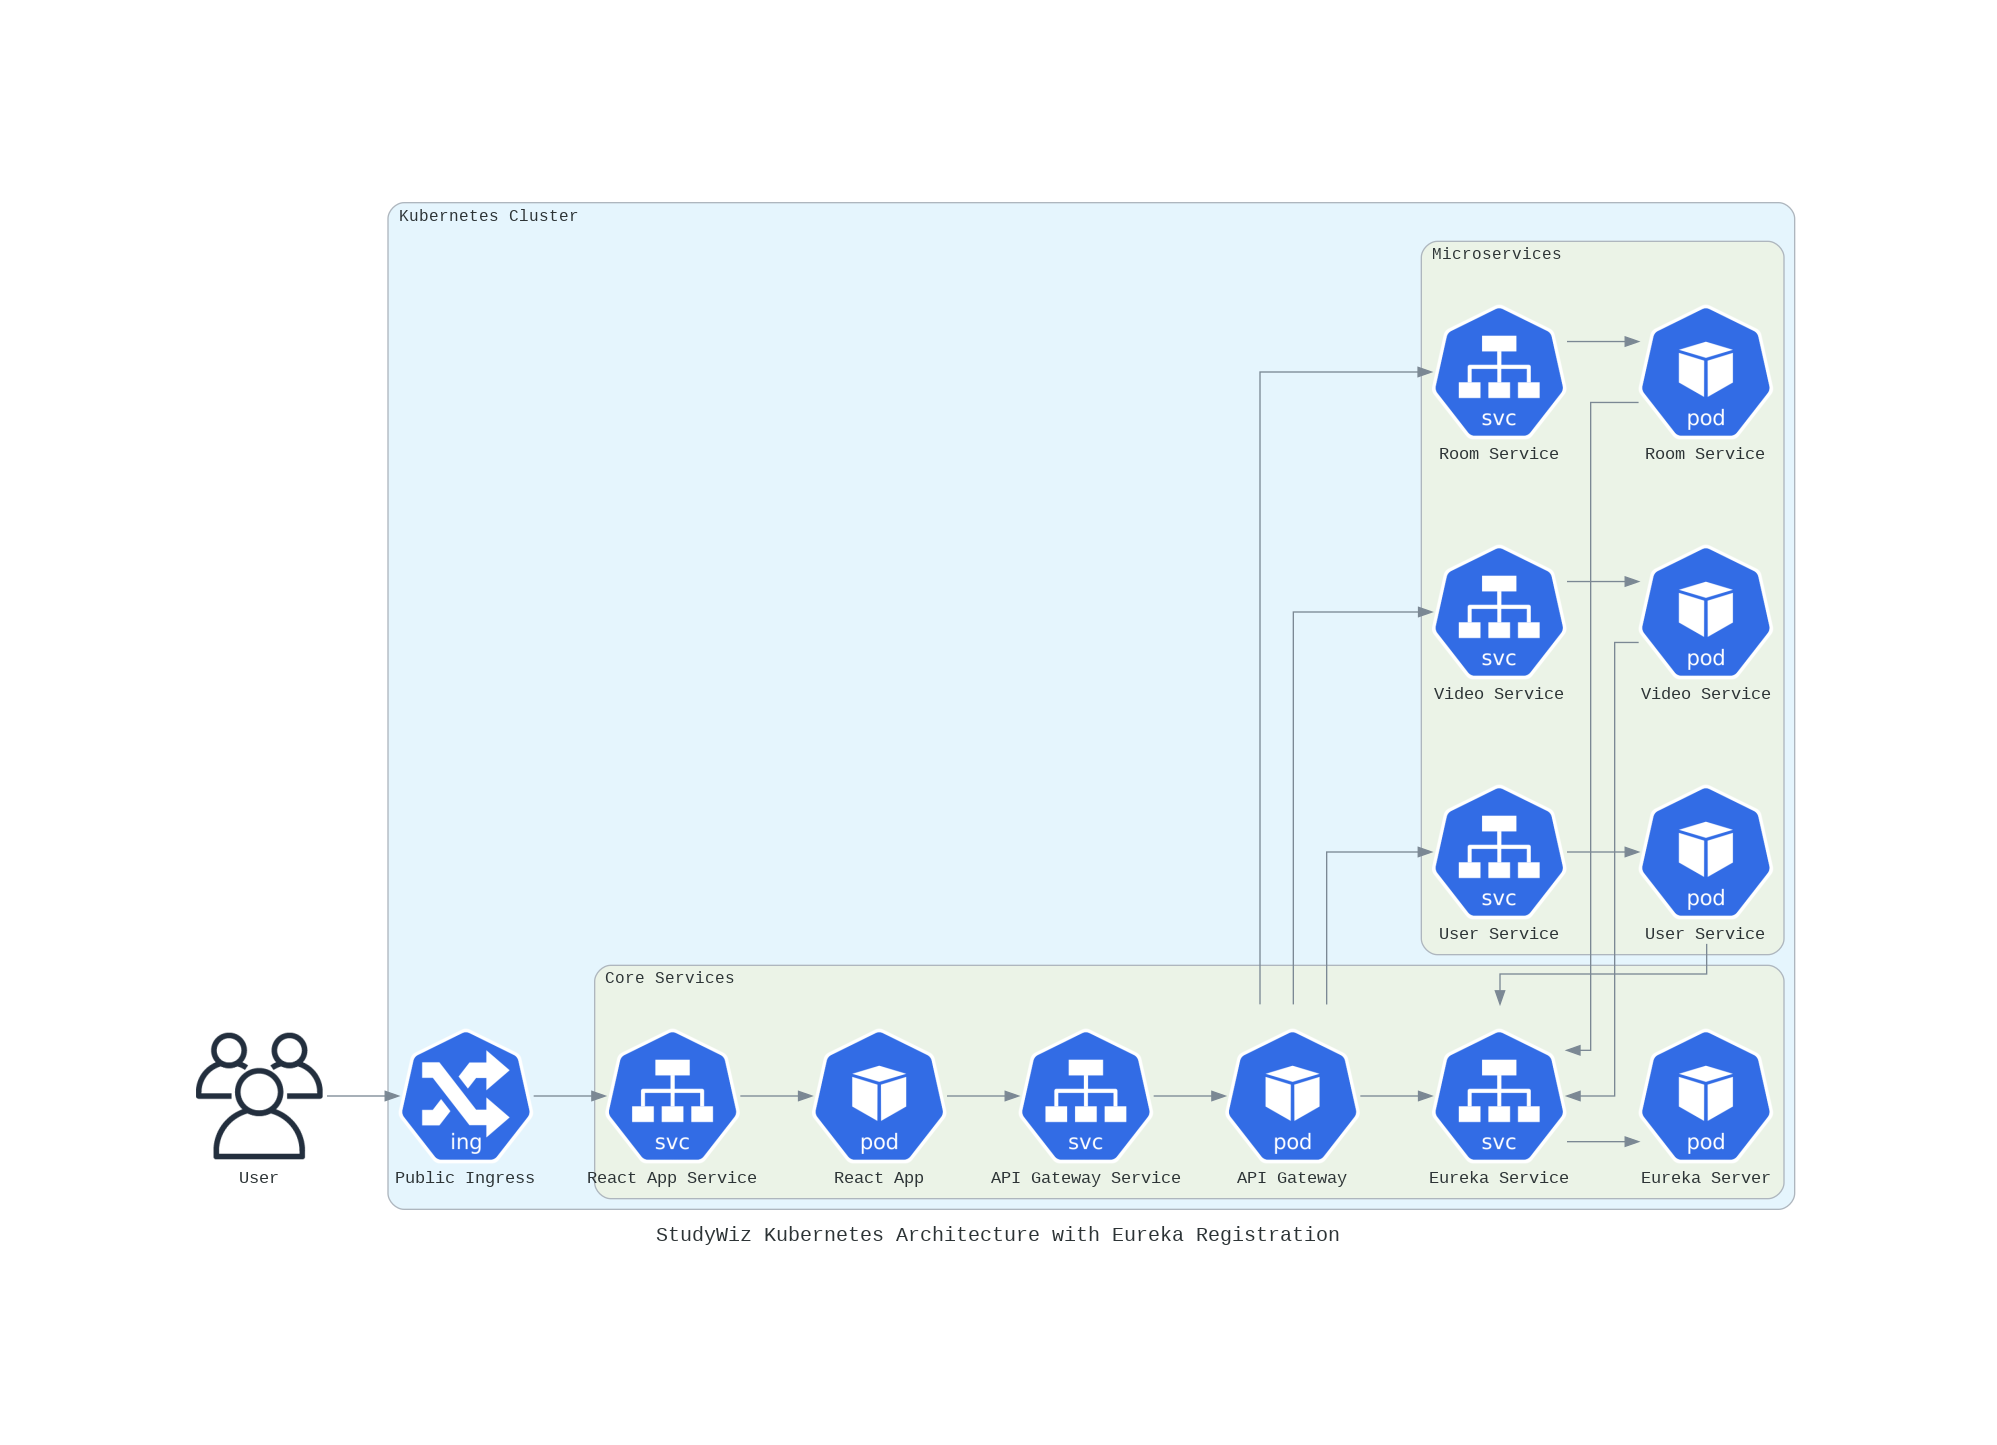 Kubernetes Cluster
Microservices
svc
pod
Room Service
Room Service
svc
pod
Video Service
Video Service
svc
pod
User Service
User Service
Core Services
ing
svc
pod
svc
pod
svc
pod
User
Public Ingress
React App Service
React App
API Gateway Service
API Gateway
Eureka Service
Eureka Server
StudyWiz Kubernetes Architecture with Eureka Registration